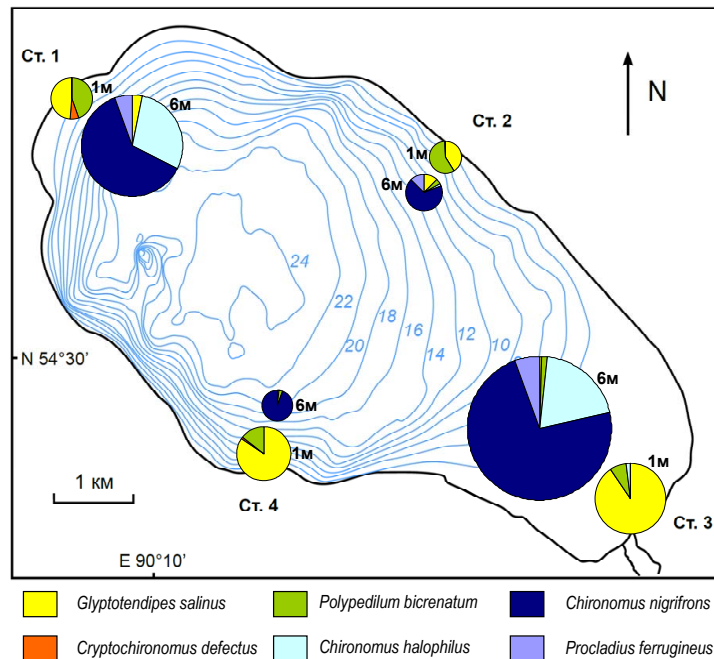 Ст. 1
1м
6м
N
Ст. 2
1м
6м
24
22
20
18
16
14
12
10
N 54°30'
6м
6м
1м
1м
1 км
Ст. 4
Ст. 3
E 90°10'
Glyptotendipes salinus
Polypedilum bicrenatum
Chironomus nigrifrons
Cryptochironomus defectus
Chironomus halophilus
Procladius ferrugineus